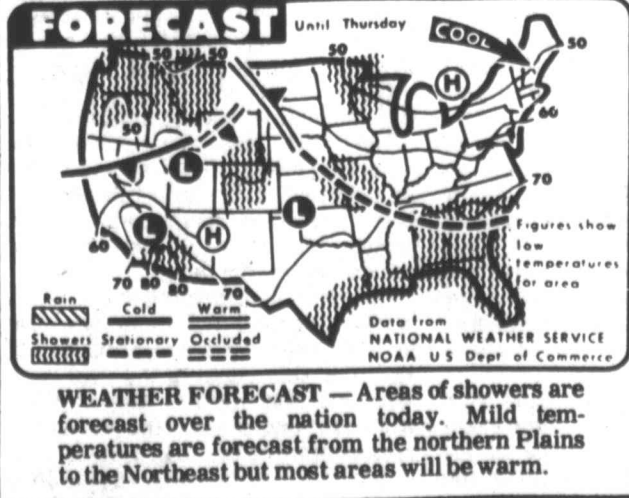 FORECAST
Until Thursday
COOL
50 50
50
50
H
60
50
L
70
L
L
H
60
70 80 80
70
Figures show
low
temperatures
for area
Rain
Cold
Warm
Showers
Stationary
Occluded
Data from
NATIONAL WEATHER SERVICE
NOAA U S Dept of Commerce
WEATHER FORECAST — Areas of showers are
forecast over the nation today. Mild tem-
peratures are forecast from the northern Plains
to the Northeast but most areas will be warm.